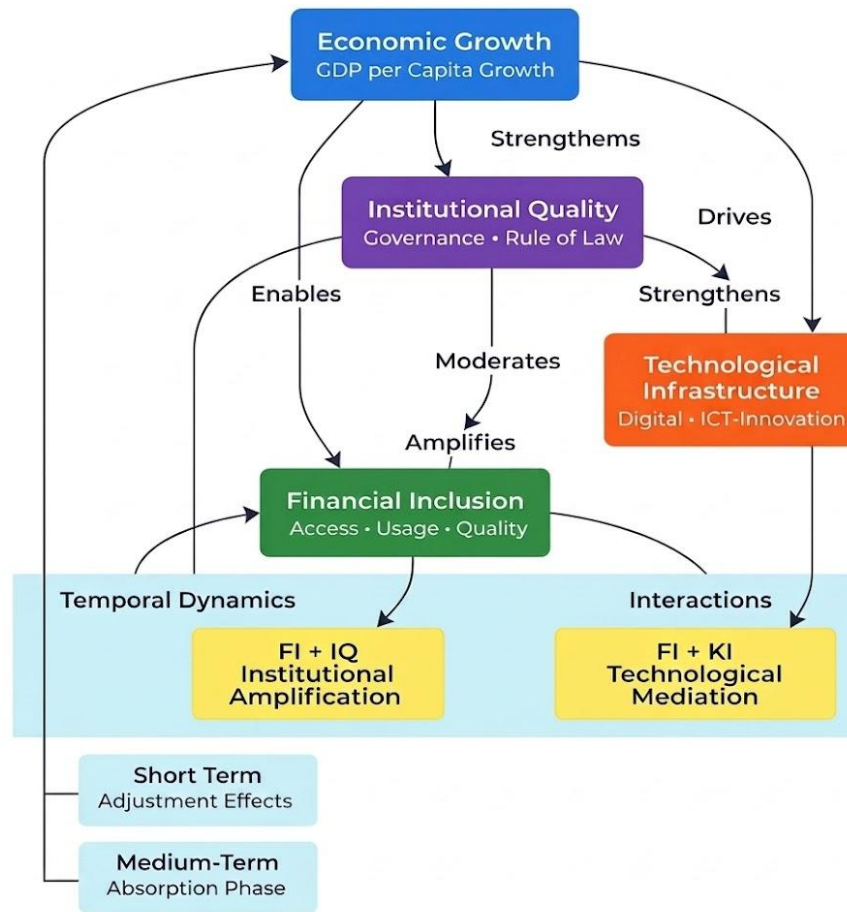 Economic Growth
GDP per Capita Growth
Strengthems
Institutional Quality
Governance • Rule of Law
Drives
Enables
Strengthens
Moderates
Technological
Infrastructure
Digital • ICT-Innovation
Amplifies
Financial Inclusion
Access • Usage • Quality
Temporal Dynamics
Interactions
FI + IQ
Institutional
Amplification
FI + KI
Technological
Mediation
Short Term
Adjustment Effects
Medium-Term
Absorption Phase